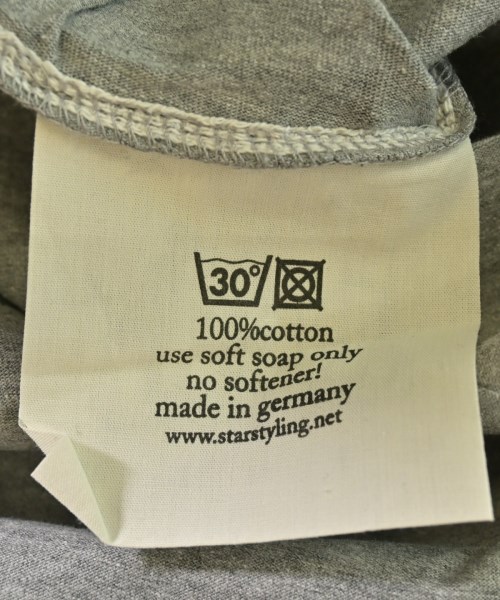 30°
100%cotton
use soft soap only
no softener!
made in germany
www.starstyling.net